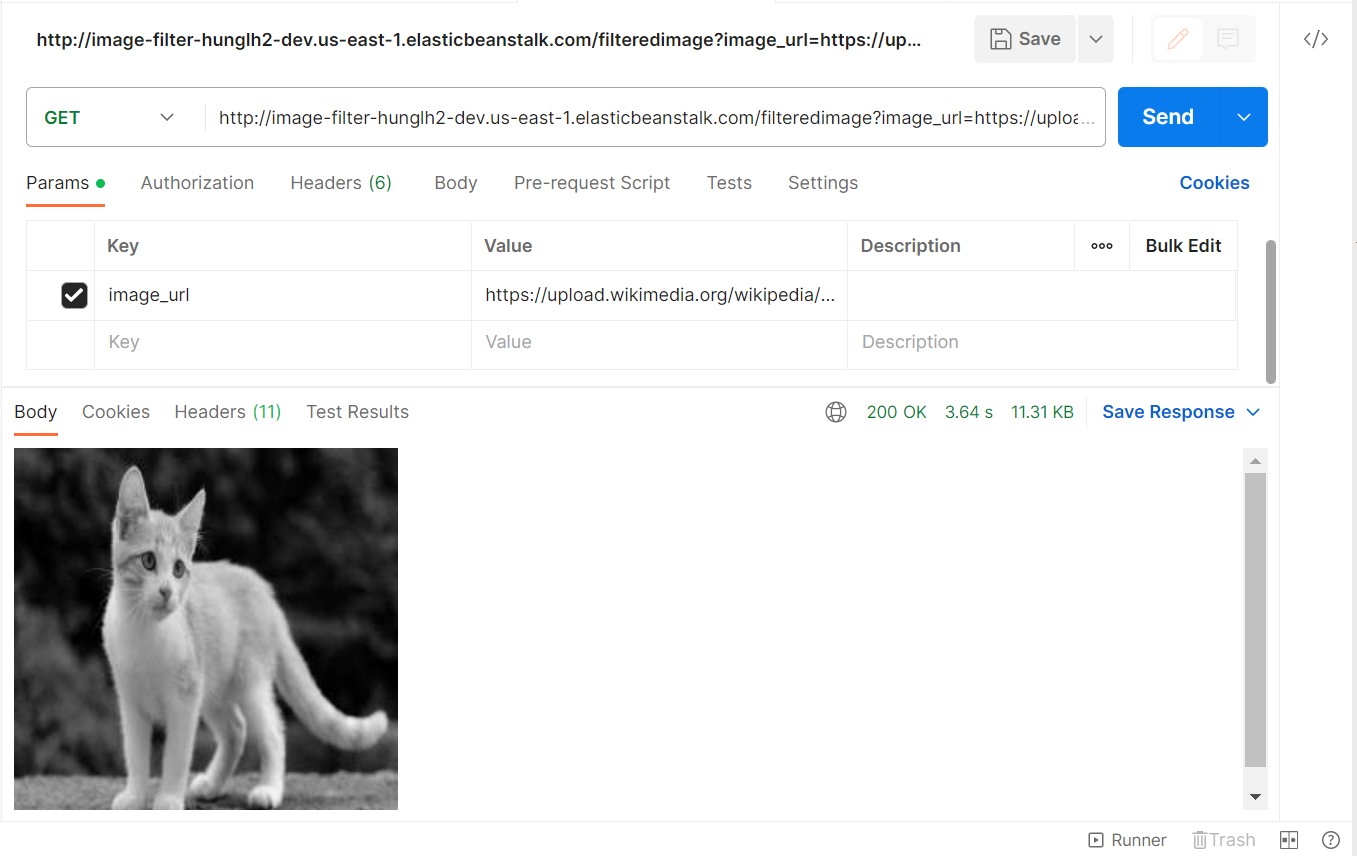 http://image-filter-hunglh2-dev.us-east-1.elasticbeanstalk.com/filteredimage?image_url=https://up...
Save
</>
GET
http://image-filter-hunglh2-dev.us-east-1.elasticbeanstalk.com/filteredimage?image_url=https://uploa...
Send
Params Authorization Headers (6) Body Pre-request Script Tests Settings Cookies
Key Value Description Bulk Edit
image_url https://upload.wikimedia.org/wikipedia/...
Key Value Description
Body Cookies Headers (11) Test Results 200 OK 3.64 s 11.31 KB Save Response
Runner Trash